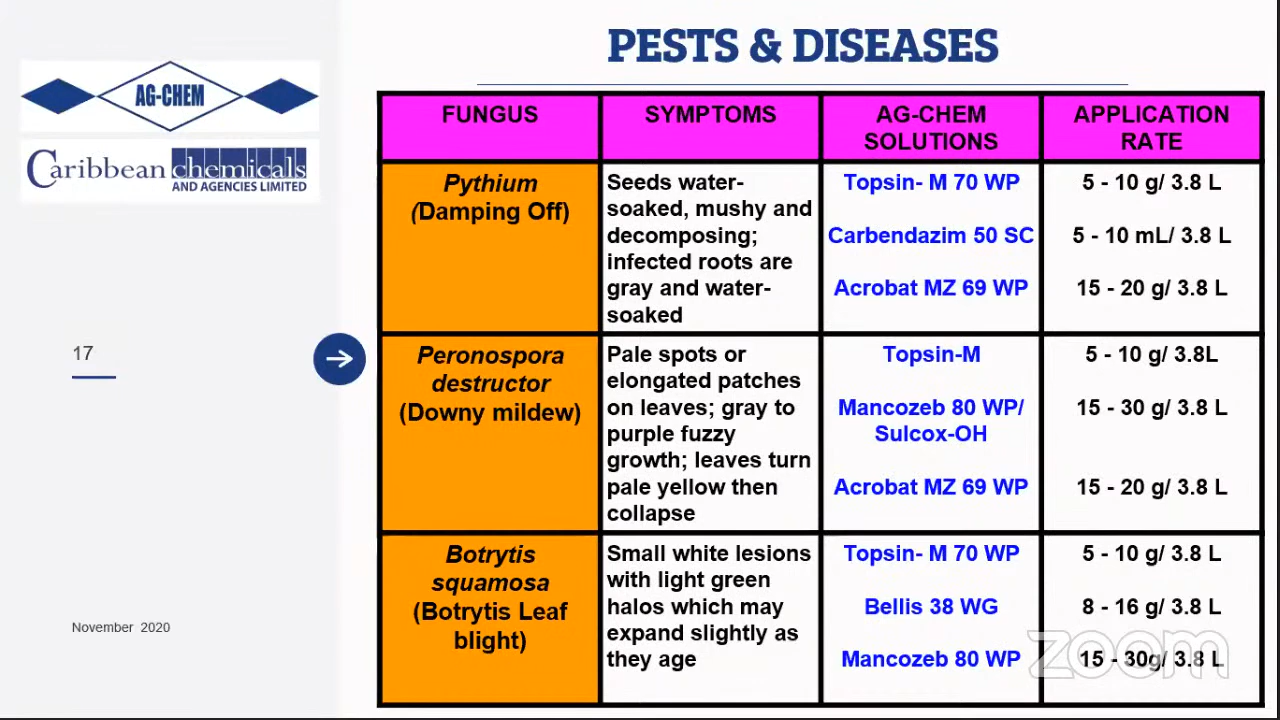 PESTS & DISEASES
AG-CHEM
Caribbean chemicals
AND AGENCIES LIMITED
17
November 2020
FUNGUS
SYMPTOMS
AG-CHEM
SOLUTIONS
APPLICATION
RATE
Pythium
(Damping Off)
Seeds water-
soaked, mushy and
decomposing;
infected roots are
gray and water-
soaked
Topsin- M 70 WP
Carbendazim 50 SC
Acrobat MZ 69 WP
5 - 10 g/ 3.8 L
5 - 10 mL/ 3.8 L
15 - 20 g/ 3.8 L
Peronospora
destructor
(Downy mildew)
Pale spots or
elongated patches
on leaves; gray to
purple fuzzy
growth; leaves turn
pale yellow then
collapse
Topsin-M
Mancozeb 80 WP/
Sulcox-OH
Acrobat MZ 69 WP
5 - 10 g/ 3.8L
15 - 30 g/ 3.8 L
15 - 20 g/ 3.8 L
Botrytis
squamosa
(Botrytis Leaf
blight)
Small white lesions
with light green
halos which may
expand slightly as
they age
Topsin- M 70 WP
Bellis 38 WG
Mancozeb 80 WP
5 - 10 g/ 3.8 L
8 - 16 g/ 3.8 L
15 - 30g/ 3.8 L
zoom